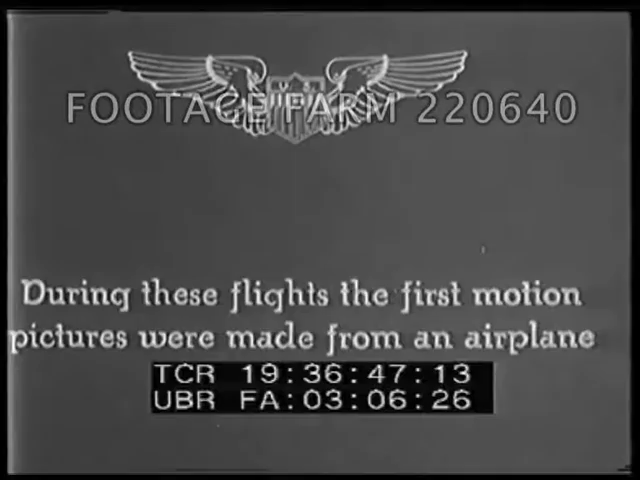 U S
FOOTAGE FARM 220640
During these flights the first motion
pictures were made from an airplane
TCR 19:36:47:13
UBR FA:03:06:26